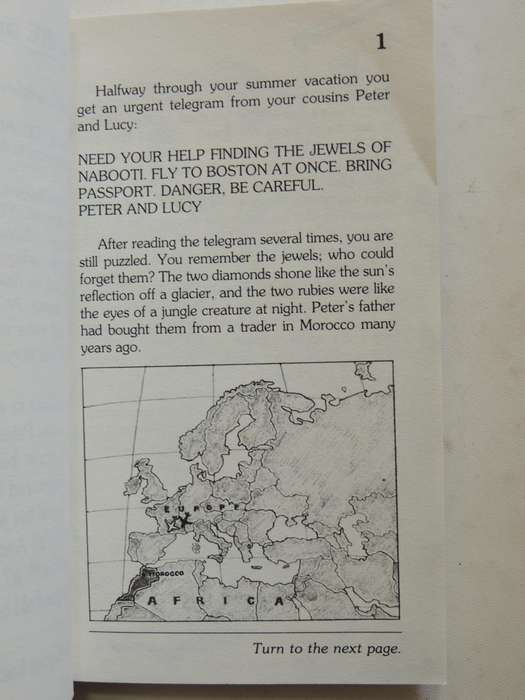 1
Halfway through your summer vacation you
get an urgent telegram from your cousins Peter
and Lucy:
NEED YOUR HELP FINDING THE JEWELS OF
NABOOTI. FLY TO BOSTON AT ONCE. BRING
PASSPORT. DANGER, BE CAREFUL.
PETER AND LUCY
After reading the telegram several times, you are
still puzzled. You remember the jewels; who could
forget them? The two diamonds shone like the sun's
reflection off a glacier, and the two rubies were like
the eyes of a jungle creature at night. Peter's father
had bought them from a trader in Morocco many
years ago.
EUROPE
MOROCCO
AFRICA
Turn to the next page.